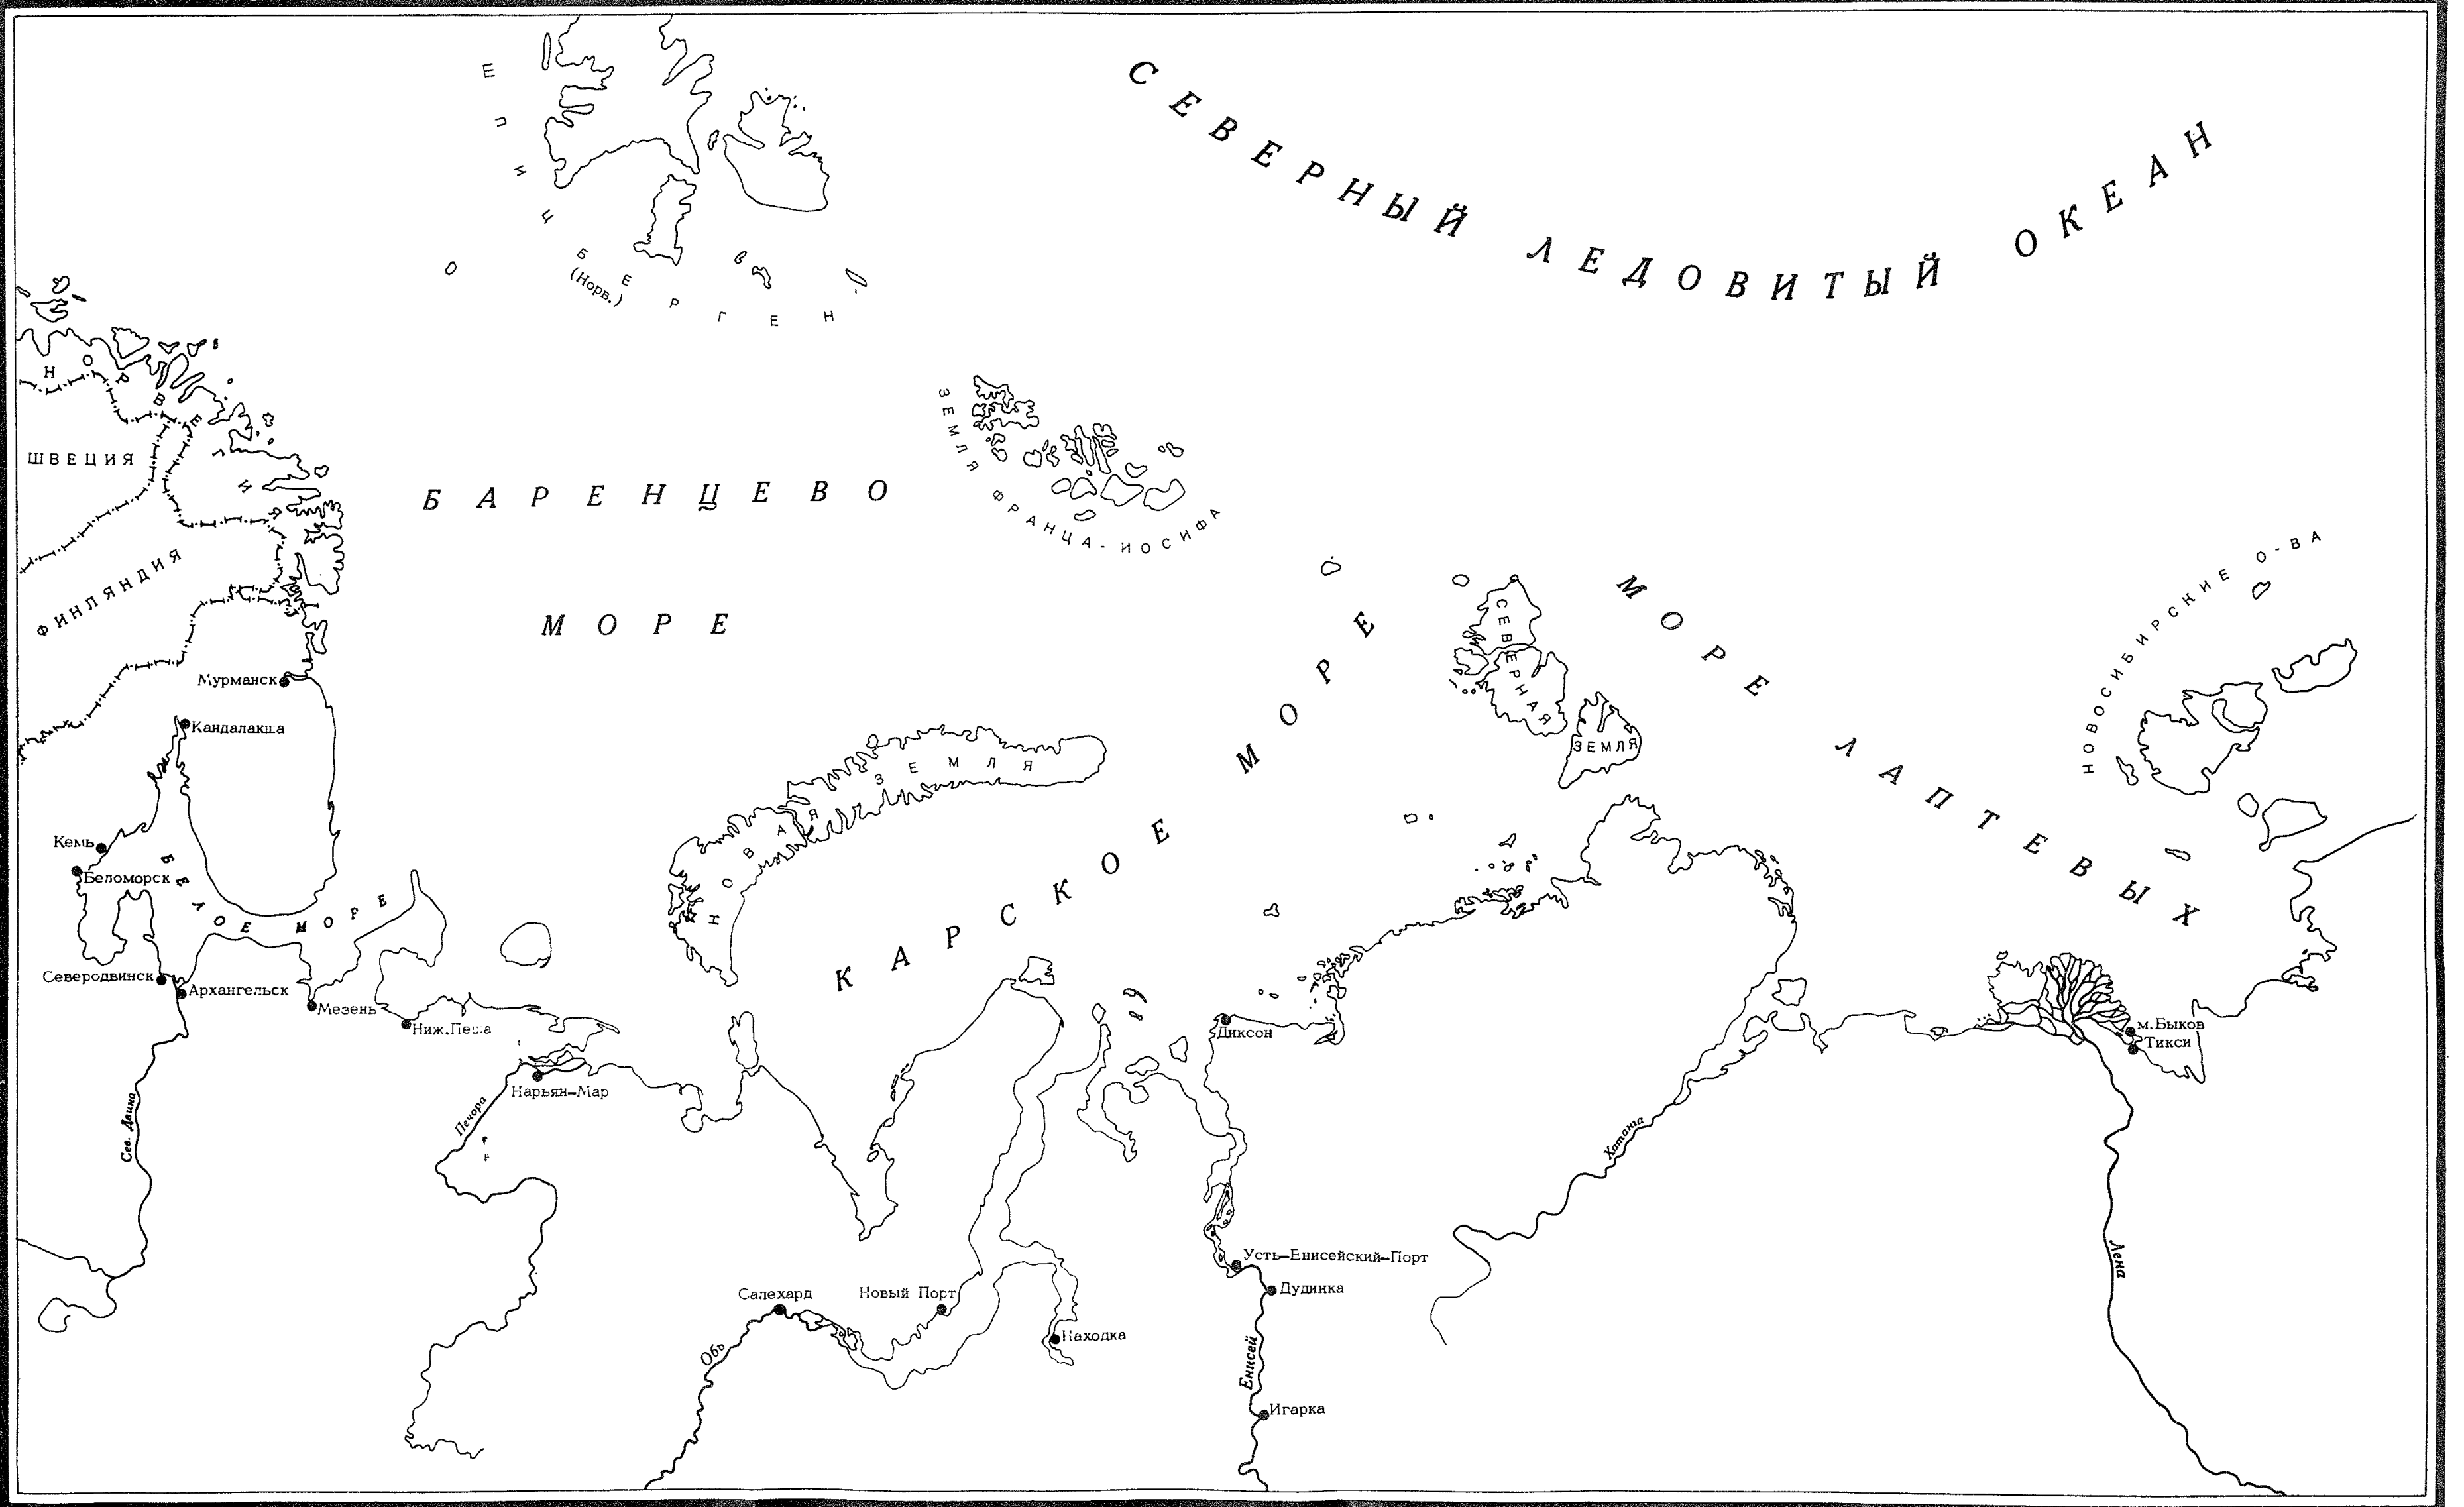 СЕВЕРНЫЙ ЛЕДОВИТЫЙ ОКЕАН
(Норв.)
НОРВЕГИЯ
ШВЕЦИЯ
ФИНЛЯНДИЯ
БАРЕНЦЕВО
МОРЕ
ЗЕМЛЯ ФРАНЦА-ИОСИФА
СЕВЕРНАЯ
ЗЕМЛЯ
МОРЕ ЛАПТЕВЫХ
НОВОСИБИРСКИЕ О-ВА
КАРСКОЕ МОРЕ
НОВАЯ ЗЕМЛЯ
Мурманск
Кандалакша
Кемь
Беломорск
БЕЛОЕ МОРЕ
Северодвинск
Архангельск
Мезень
Ниж.Пеша
Нарьян-Мар
Диксон
м.Быков
Тикси
Сев. Двина
Печора
Хатанга
Лена
Усть-Енисейский-Порт
Дудинка
Салехард
Новый Порт
Находка
Обь
Енисей
Игарка